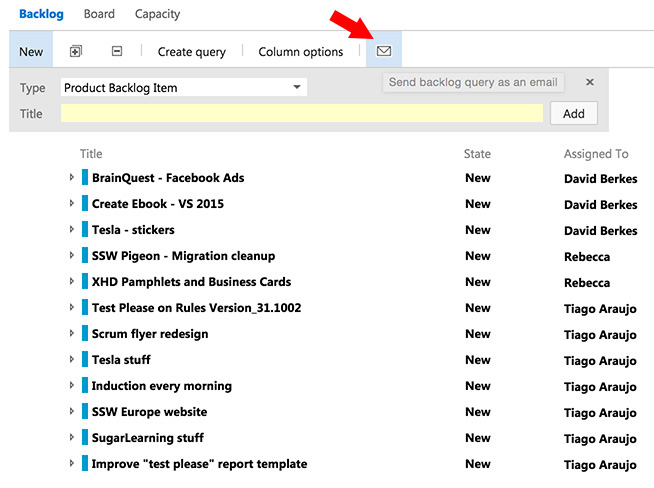 Backlog Board Capacity
New Create query Column options
Type Product Backlog Item Send backlog query as an email
Title Add
Title State Assigned To
BrainQuest - Facebook Ads New David Berkes
Create Ebook - VS 2015 New David Berkes
Tesla - stickers New David Berkes
SSW Pigeon - Migration cleanup New Rebecca
XHD Pamphlets and Business Cards New Rebecca
Test Please on Rules Version_31.1002 New Tiago Araujo
Scrum flyer redesign New Tiago Araujo
Tesla stuff New Tiago Araujo
Induction every morning New Tiago Araujo
SSW Europe website New Tiago Araujo
SugarLearning stuff New Tiago Araujo
Improve "test please" report template New Tiago Araujo